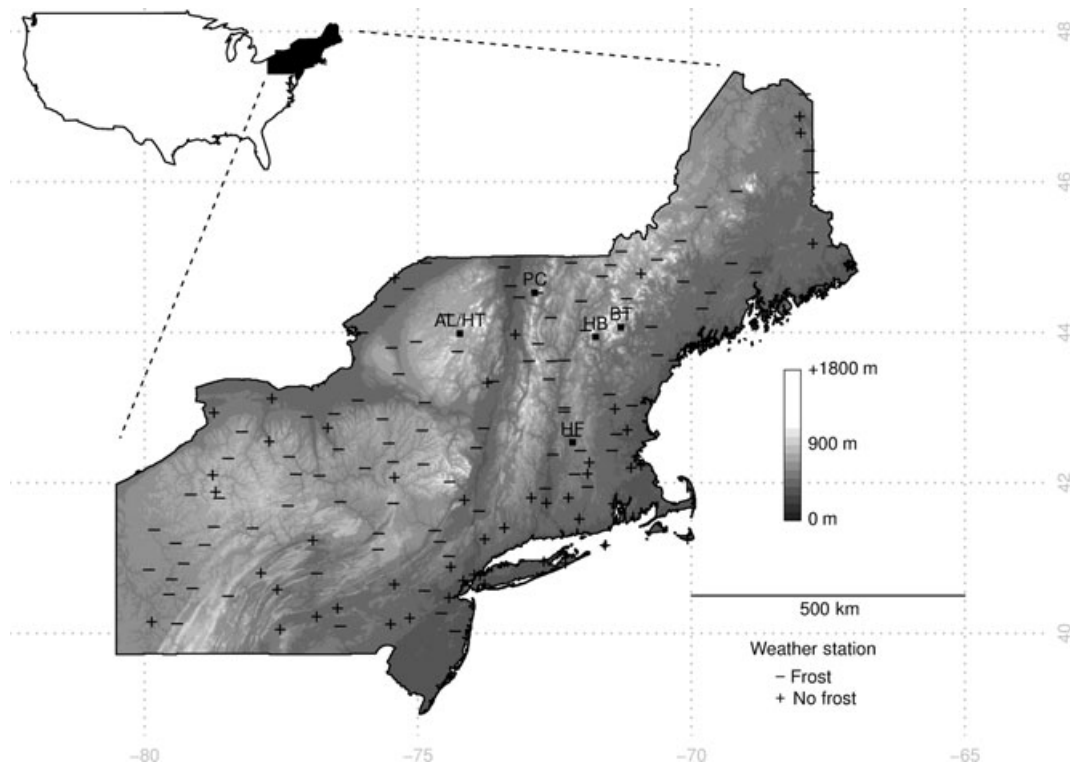 48
46
PC
AL/HT
BT
HB
44
+1800 m
HF
900 m
42
0 m
500 km
40
Weather station
− Frost
+ No frost
−80
−75
−70
−65